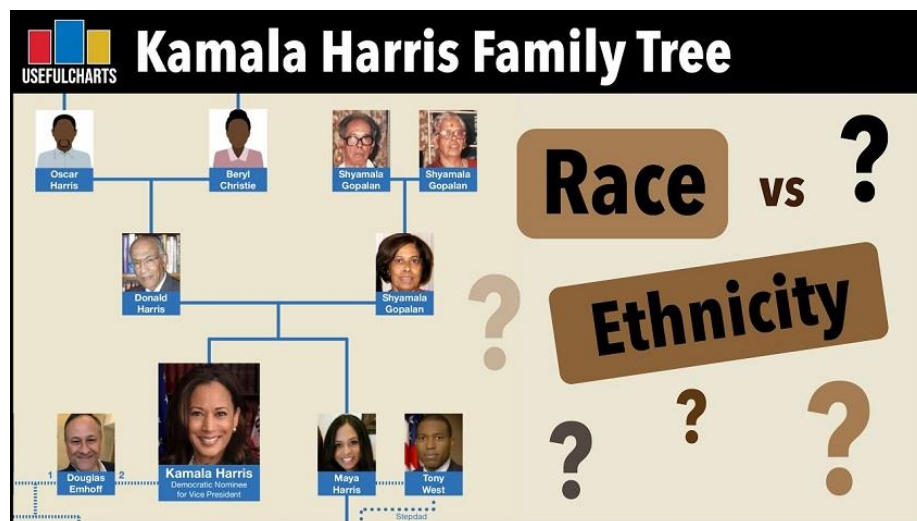 USEFULCHARTS
Kamala Harris Family Tree
Oscar
Harris
Beryl
Christie
Shyamala
Gopalan
Shyamala
Gopalan
Race
vs
?
Donald
Harris
Shyamala
Gopalan
?
Ethnicity
1
Douglas
Emhoff
2
Kamala Harris
Democratic Nominee
for Vice President
Maya
Harris
Tony
West
Stepdad
?
?
?